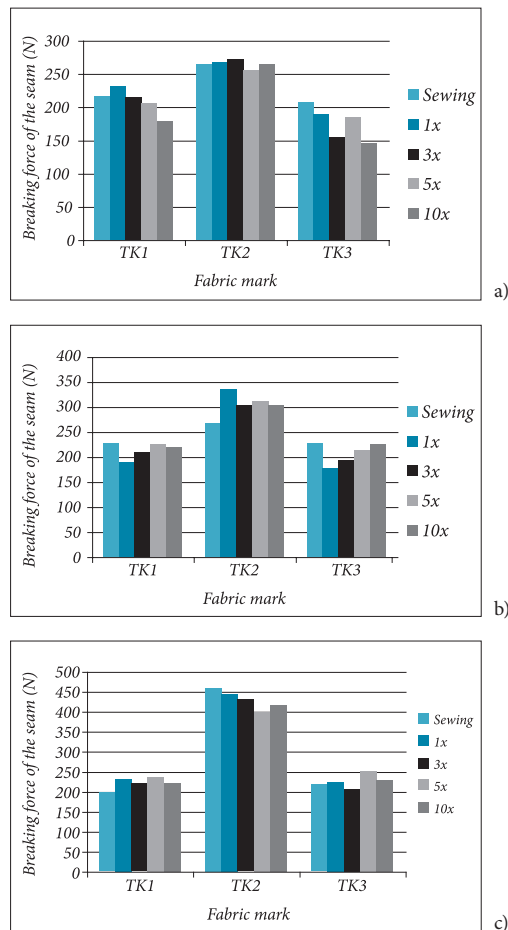 Breaking force of the seam (N)
300
250
200
150
100
50
0
TK1 TK2 TK3
Fabric mark
Sewing
1x
3x
5x
10x
a)
Breaking force of the seam (N)
400
350
300
250
200
150
100
50
0
TK1 TK2 TK3
Fabric mark
Sewing
1x
3x
5x
10x
b)
Breaking force of the seam (N)
500
450
400
350
300
250
200
150
100
50
0
TK1 TK2 TK3
Fabric mark
Sewing
1x
3x
5x
10x
c)